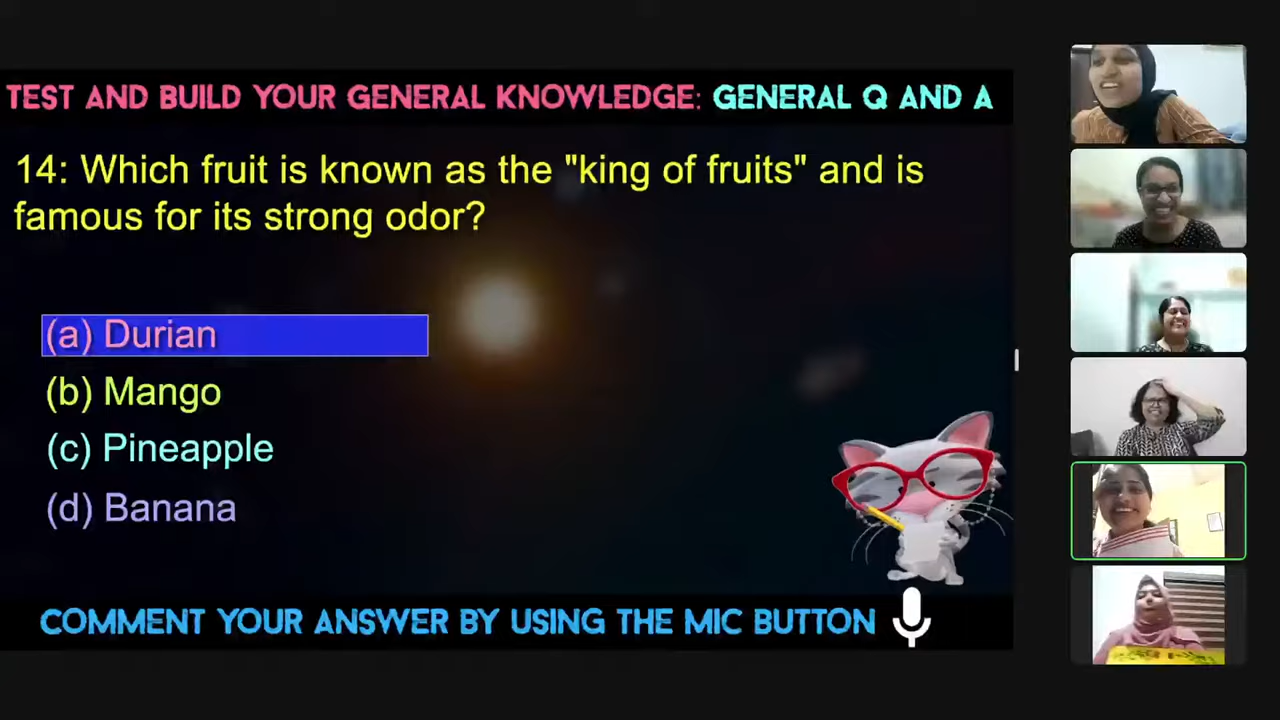 TEST AND BUILD YOUR GENERAL KNOWLEDGE: GENERAL Q AND A
14: Which fruit is known as the "king of fruits" and is
famous for its strong odor?
(a) Durian
(b) Mango
(c) Pineapple
(d) Banana
COMMENT YOUR ANSWER BY USING THE MIC BUTTON